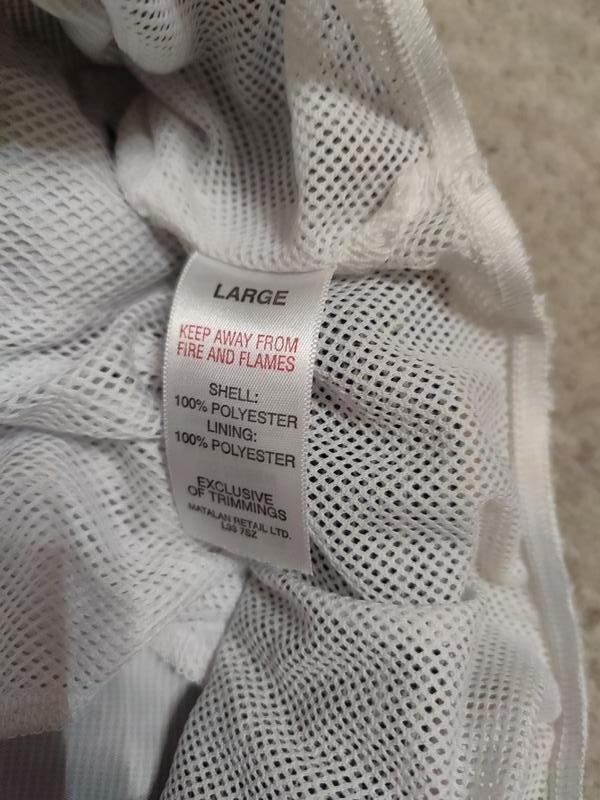 LARGE
KEEP AWAY FROM
FIRE AND FLAMES
SHELL:
100% POLYESTER
LINING:
100% POLYESTER
EXCLUSIVE
OF TRIMMINGS
MATALAN RETAIL LTD.
L33 7SZ